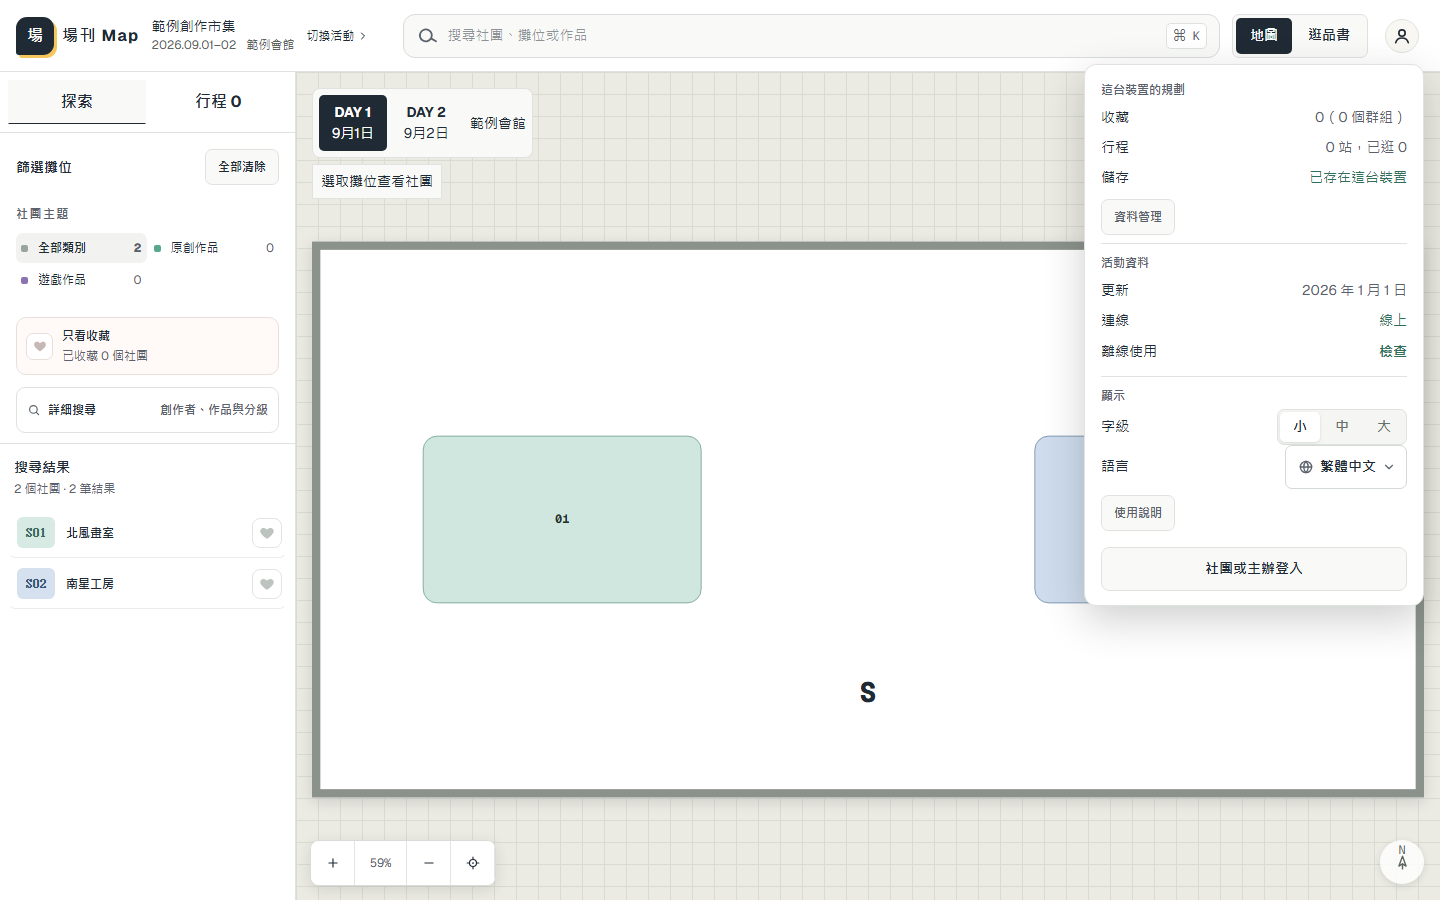 場 場刊 Map
範例創作市集
2026.09.01–02 範例會館
切換活動
搜尋社團、攤位或作品
⌘ K
地圖 逛品書
探索 行程 0
篩選攤位 全部清除
社團主題
全部類別 2 原創作品 0
遊戲作品 0
只看收藏
已收藏 0 個社團
詳細搜尋 創作者、作品與分級
搜尋結果
2 個社團 · 2 筆結果
S01 北風畫室
S02 南星工房
DAY 1 DAY 2
9月1日 9月2日 範例會館
選取攤位查看社團
01
S
+ 59% −
N
這台裝置的規劃
收藏 0（0 個群組）
行程 0 站，已逛 0
儲存 已存在這台裝置
資料管理
活動資料
更新 2026 年 1 月 1 日
連線 線上
離線使用 檢查
顯示
字級 小 中 大
語言 繁體中文
使用說明
社團或主辦登入